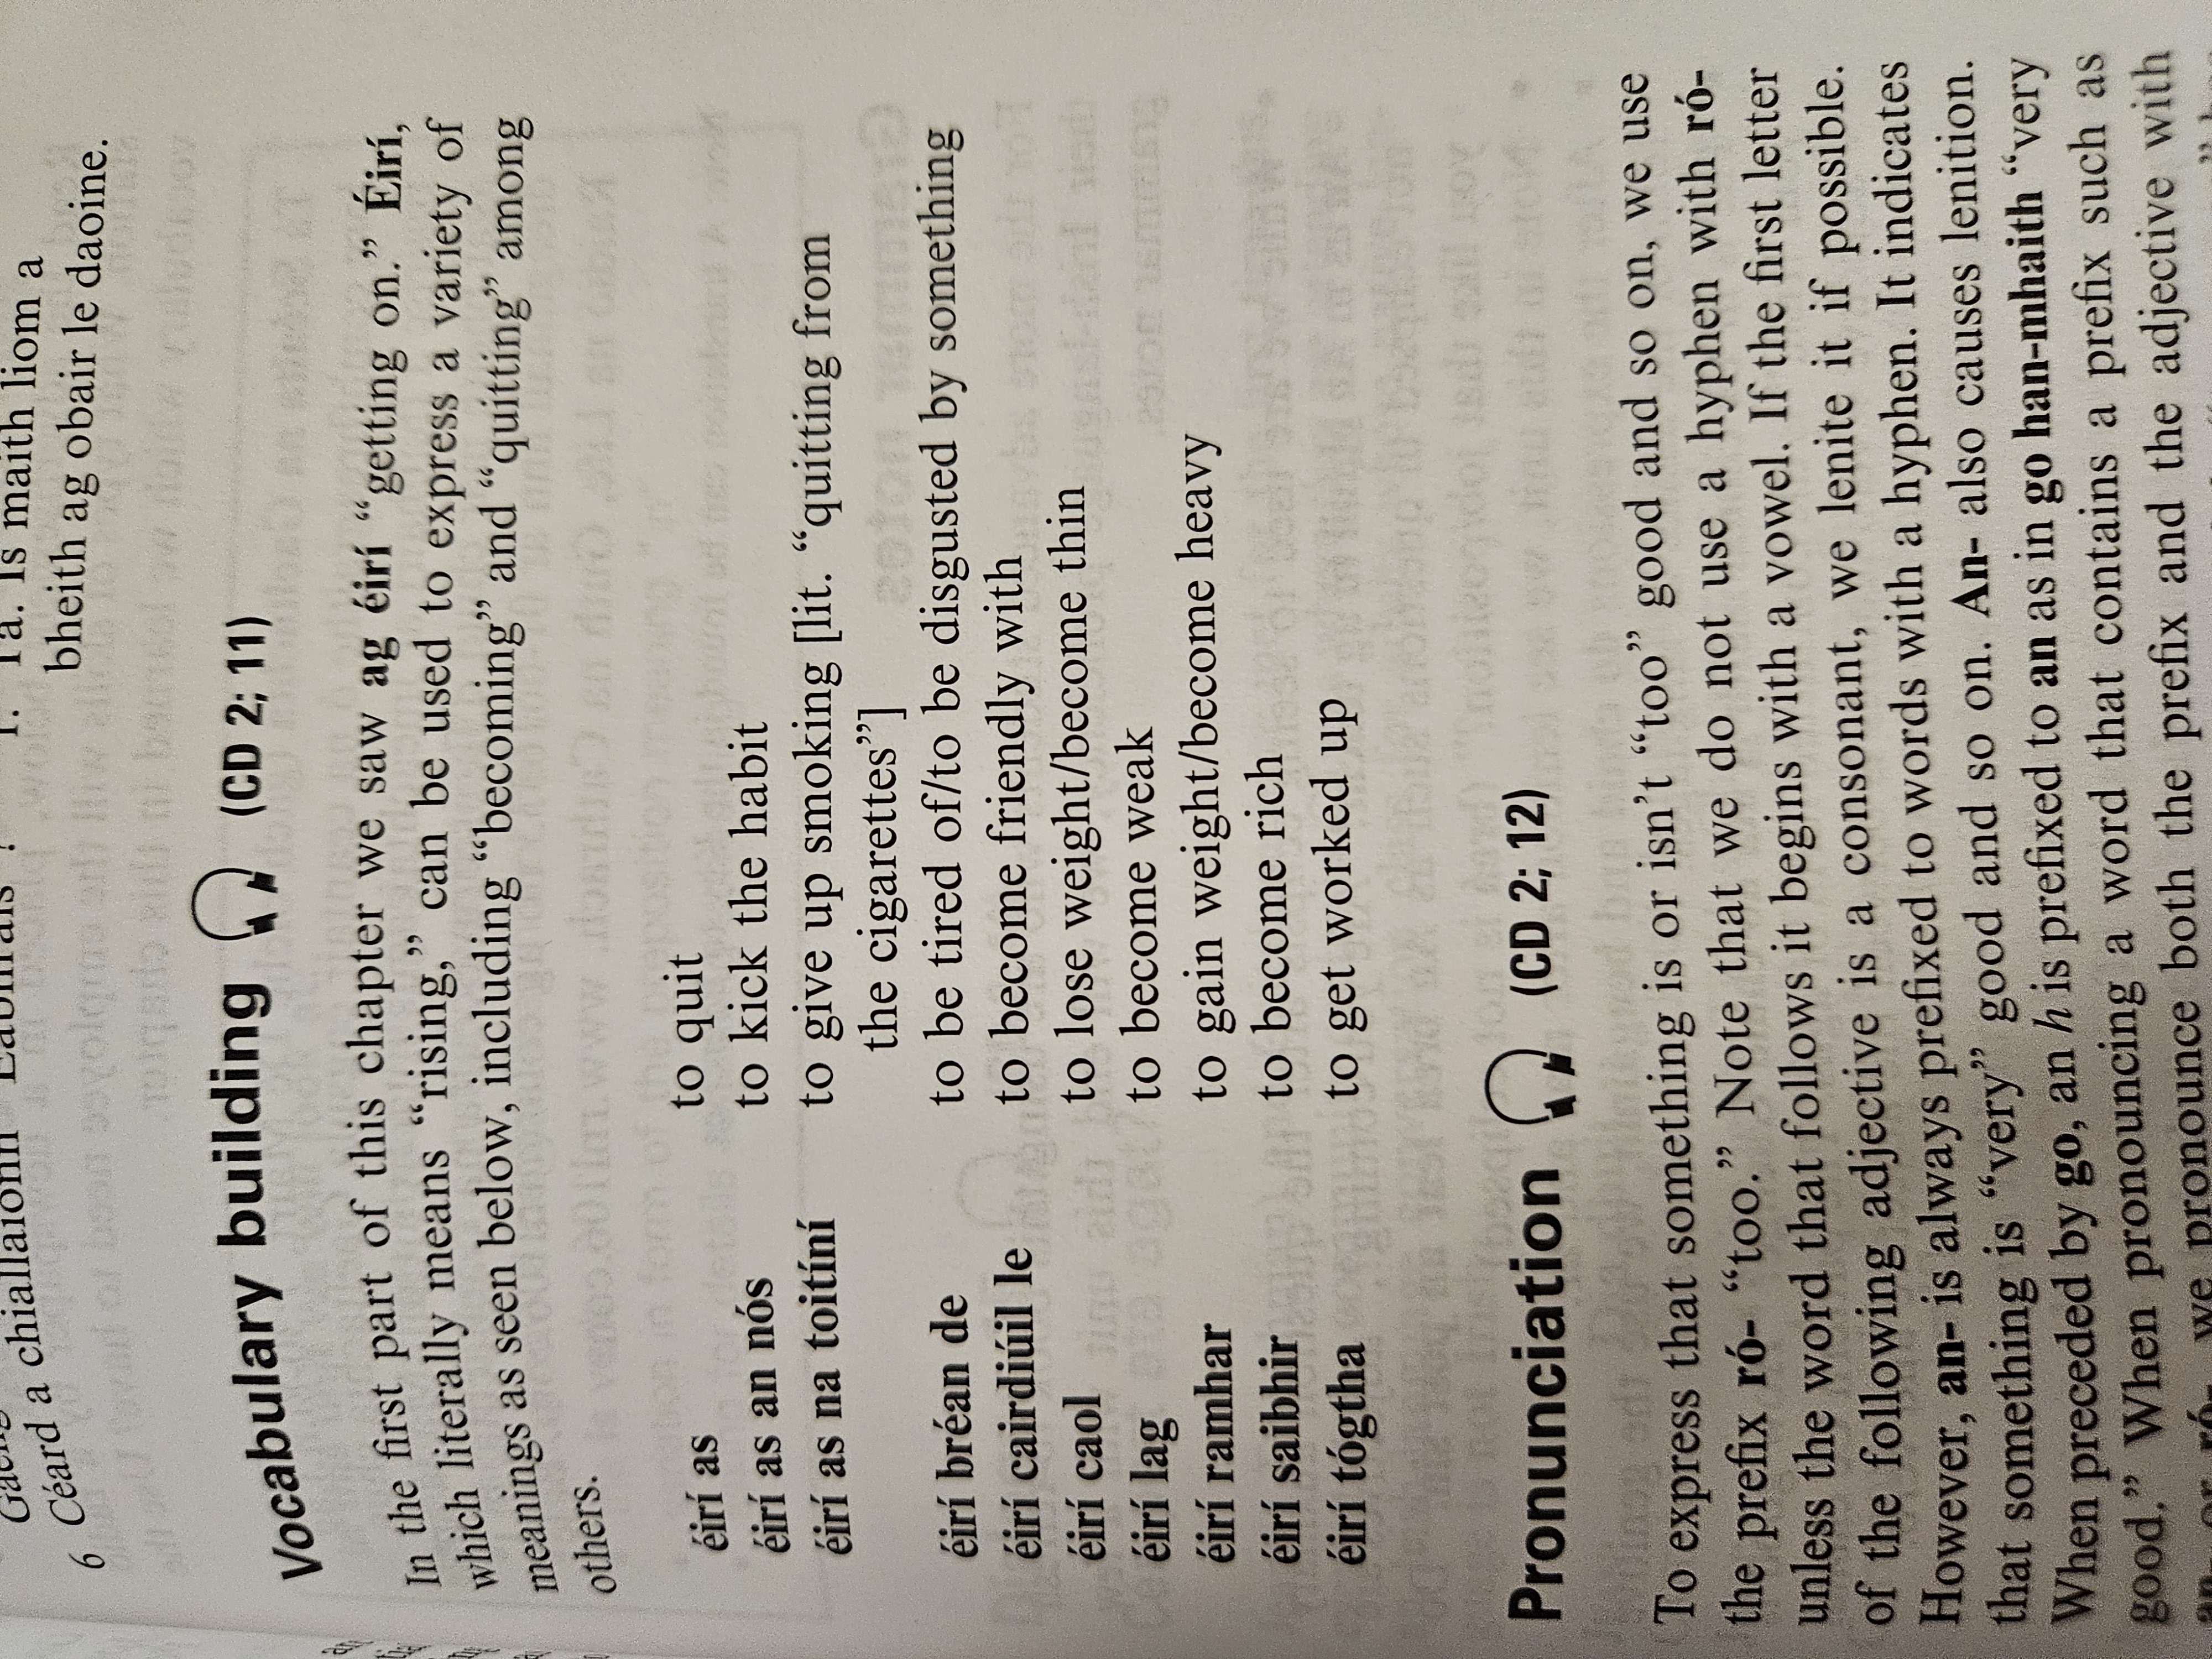 6 Céard a chiallaíonn
1. Tá. Is maith liom a
bheith ag obair le daoine.
Vocabulary building (CD 2; 11)
In the first part of this chapter we saw ag éirí “getting on.” Éirí,
which literally means “rising,” can be used to express a variety of
meanings as seen below, including “becoming” and “quitting” among
others.
éirí as to quit
éirí as an nós to kick the habit
éirí as na toitíní to give up smoking [lit. “quitting from
the cigarettes”]
éirí bréan de to be tired of/to be disgusted by something
éirí cairdiúil le to become friendly with
éirí caol to lose weight/become thin
éirí lag to become weak
éirí ramhar to gain weight/become heavy
éirí saibhir to become rich
éirí tógtha to get worked up
Pronunciation (CD 2; 12)
To express that something is or isn’t “too” good and so on, we use
the prefix ró- “too.” Note that we do not use a hyphen with ró-
unless the word that follows it begins with a vowel. If the first letter
of the following adjective is a consonant, we lenite it if possible.
However, an- is always prefixed to words with a hyphen. It indicates
that something is “very” good and so on. An- also causes lenition.
When preceded by go, an h is prefixed to an as in go han-mhaith “very
good.” When pronouncing a word that contains a prefix such as
an- or ró-, we pronounce both the prefix and the adjective with